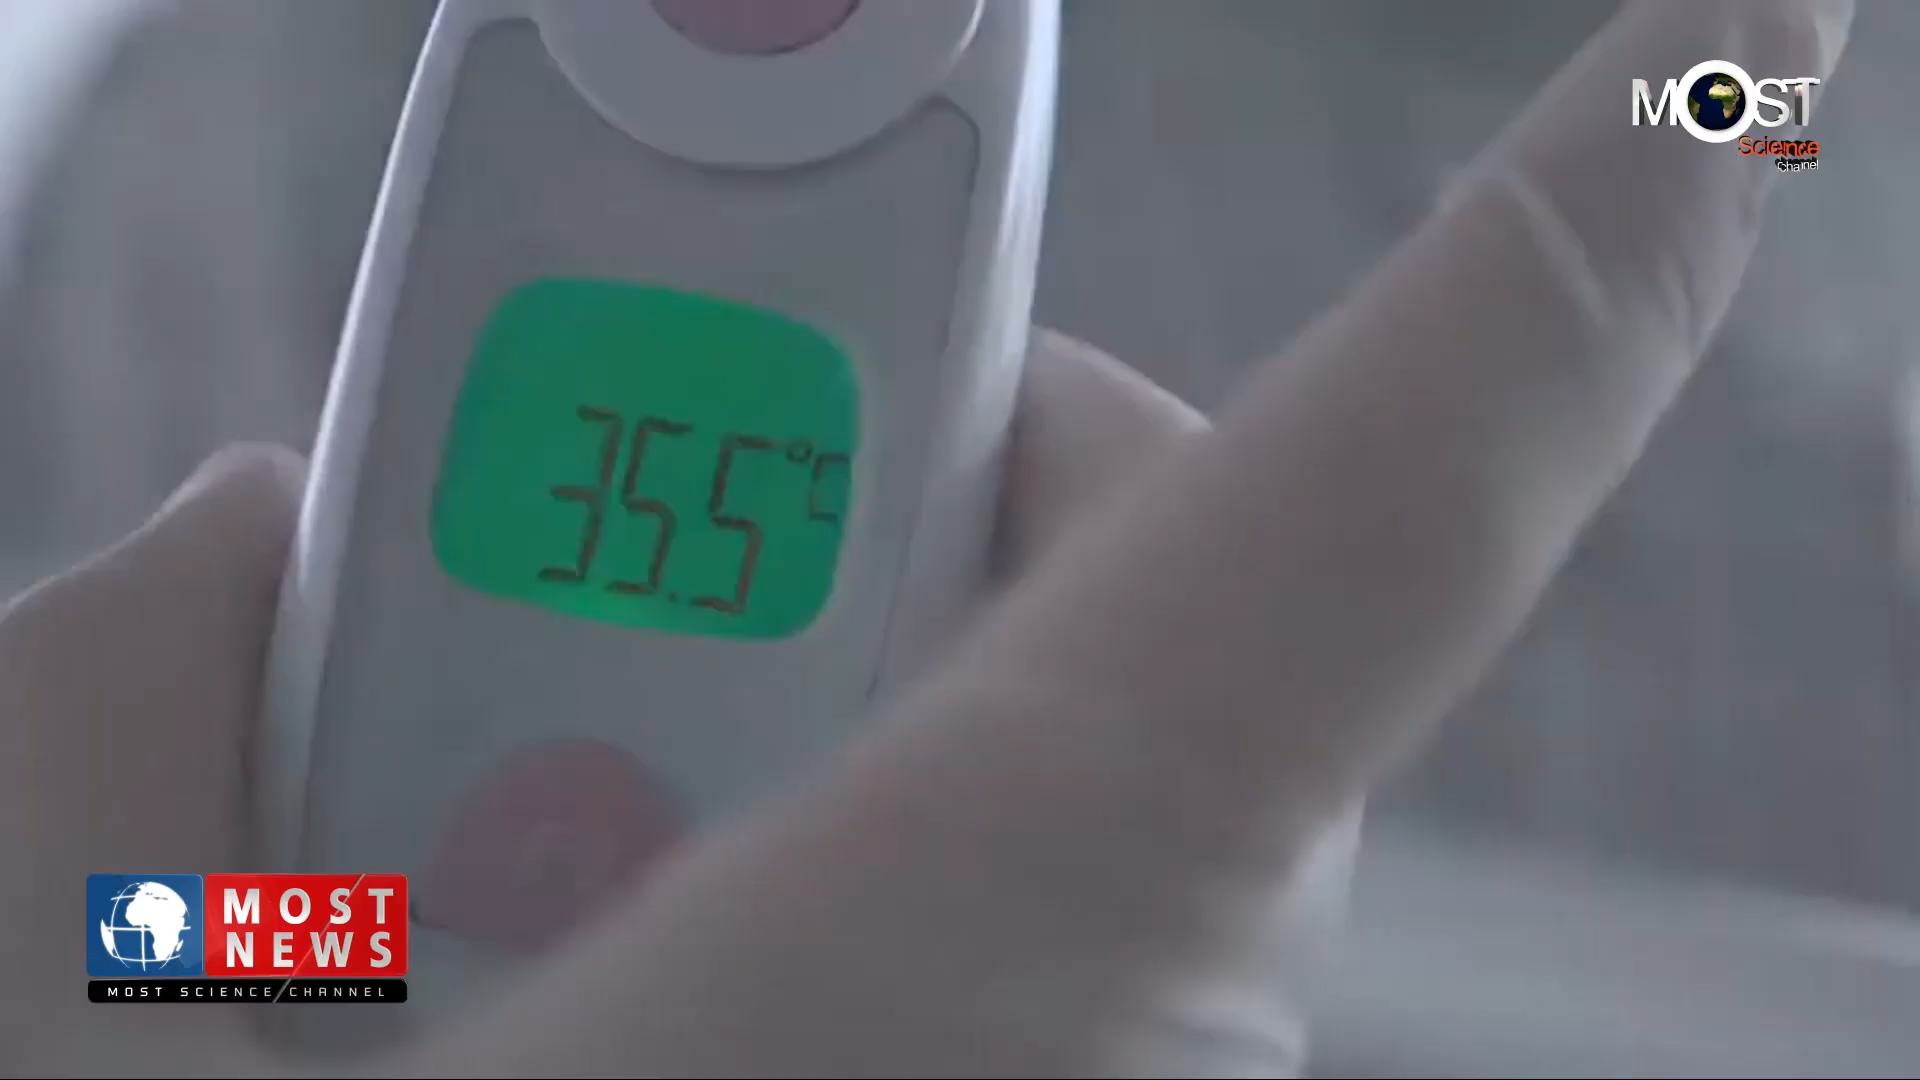 MOST
Science
Channel
35.5°C
MOST
NEWS
MOST SCIENCE CHANNEL